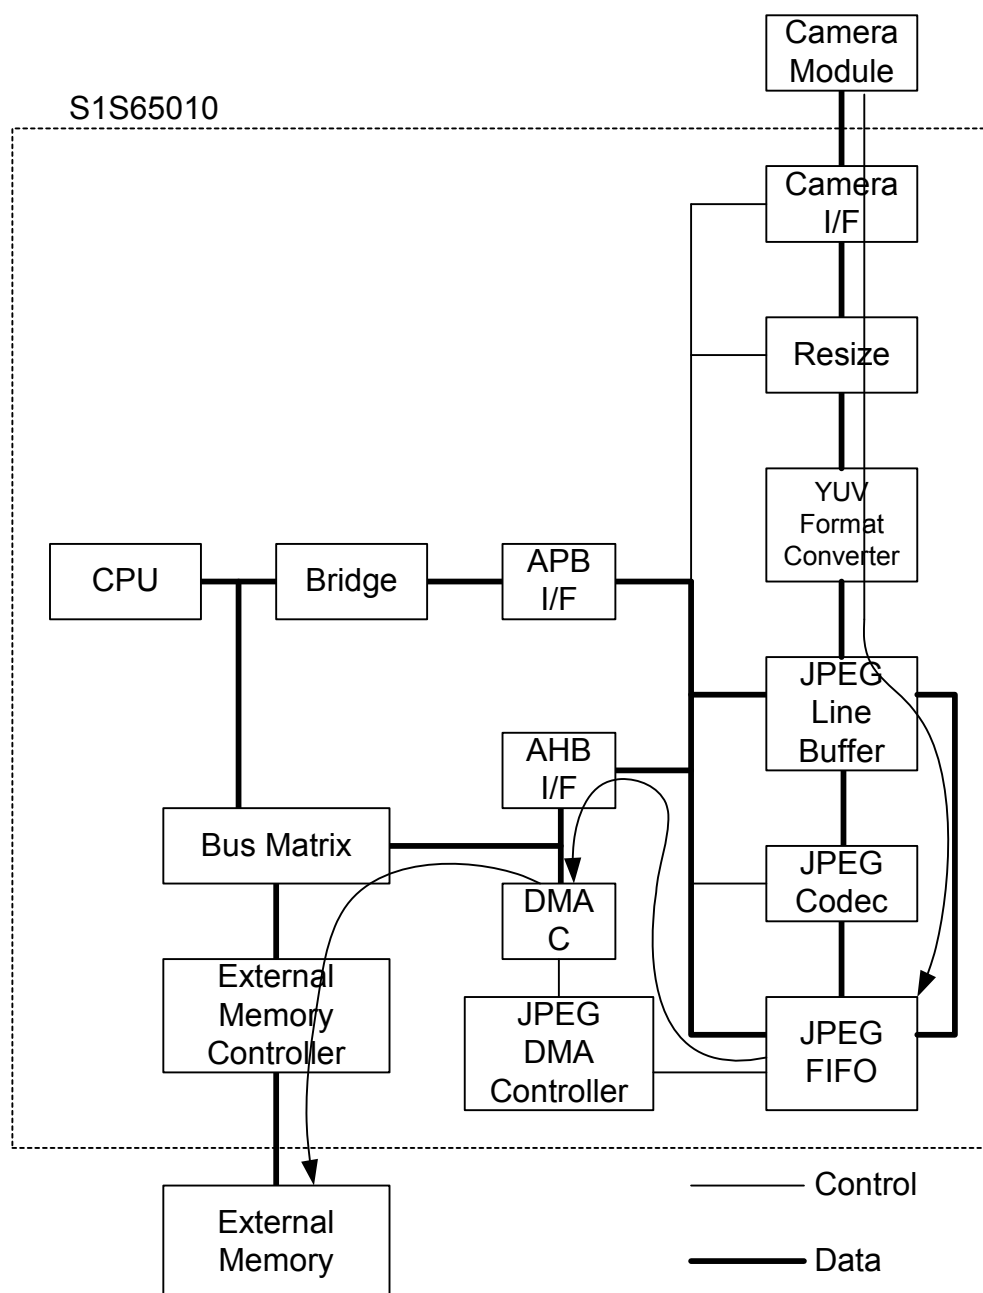 Camera
Module
S1S65010
Camera
I/F
Resize
YUV
Format
Converter
CPU
Bridge
APB
I/F
JPEG
Line
Buffer
AHB
I/F
Bus Matrix
JPEG
Codec
DMA
C
External
Memory
Controller
JPEG
DMA
Controller
JPEG
FIFO
External
Memory
Control
Data